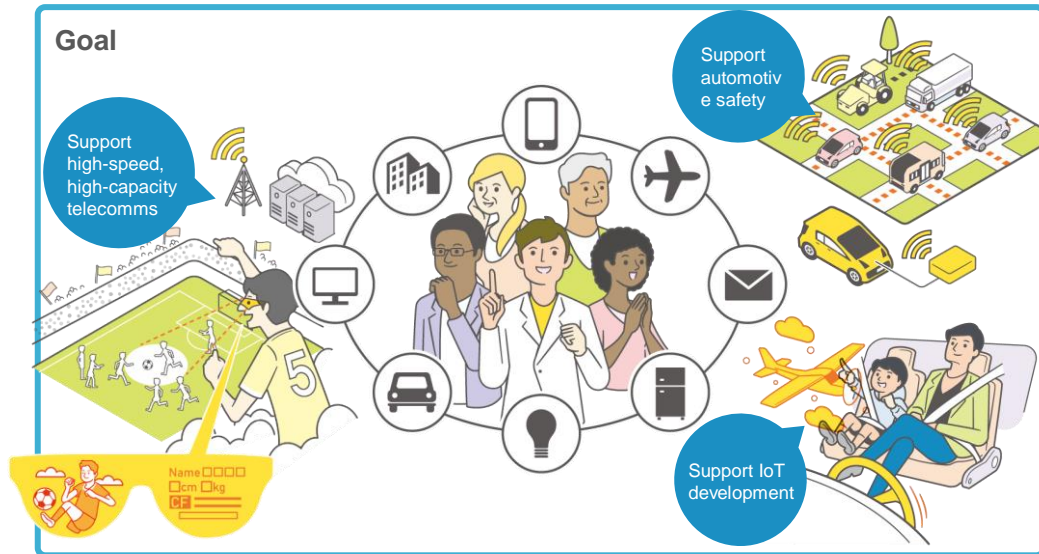 Goal
Support
high-speed,
high-capacity
telecomms
Support
automotiv
e safety
5
Name□□□□
□cm □kg
CF
Support IoT
development